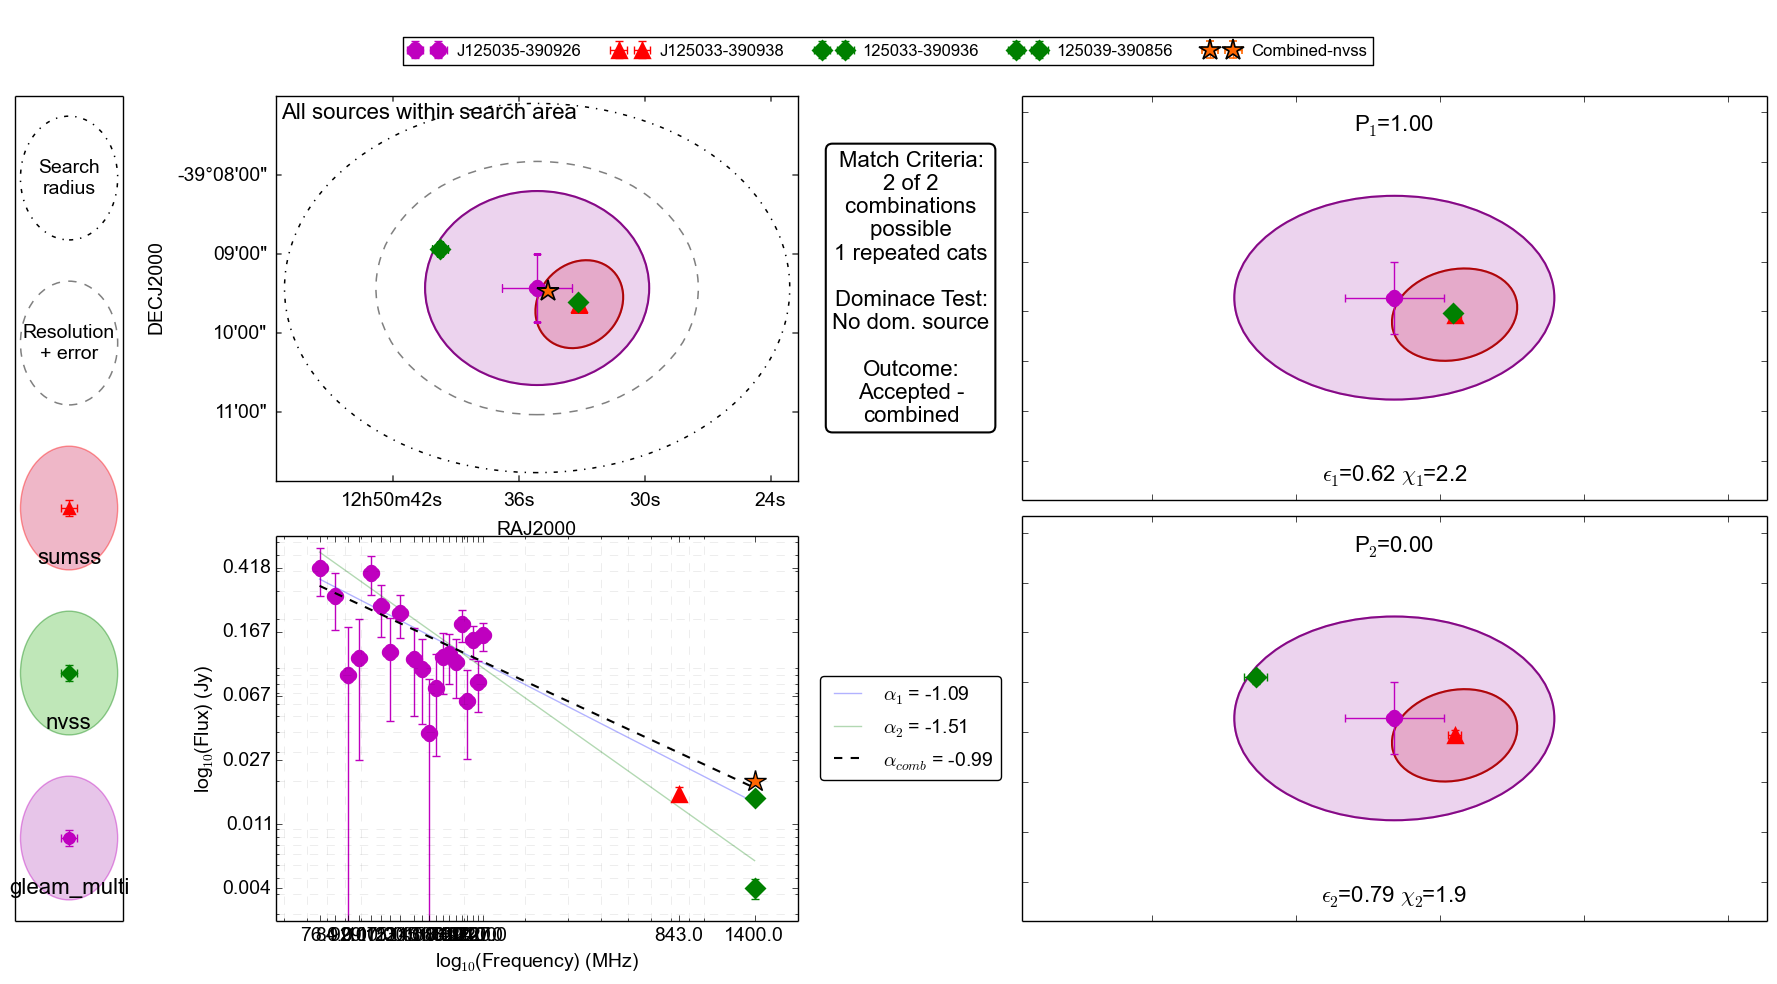 J125035-390926 J125033-390938 125033-390936 125039-390856 Combined-nvss
Search
radius
Resolution
+ error
sumss
nvss
gleam_multi
All sources within search area
DECJ2000
-39°08'00"
09'00"
10'00"
11'00"
12h50m42s 36s 30s 24s
RAJ2000
Match Criteria:
2 of 2
combinations
possible
1 repeated cats
Dominace Test:
No dom. source
Outcome:
Accepted -
combined
P1=1.00
ϵ1=0.62 χ1=2.2
P2=0.00
ϵ2=0.79 χ2=1.9
log10(Flux) (Jy)
0.418
0.167
0.067
0.027
0.011
0.004
843.0 1400.0
log10(Frequency) (MHz)
α1 = -1.09
α2 = -1.51
αcomb = -0.99